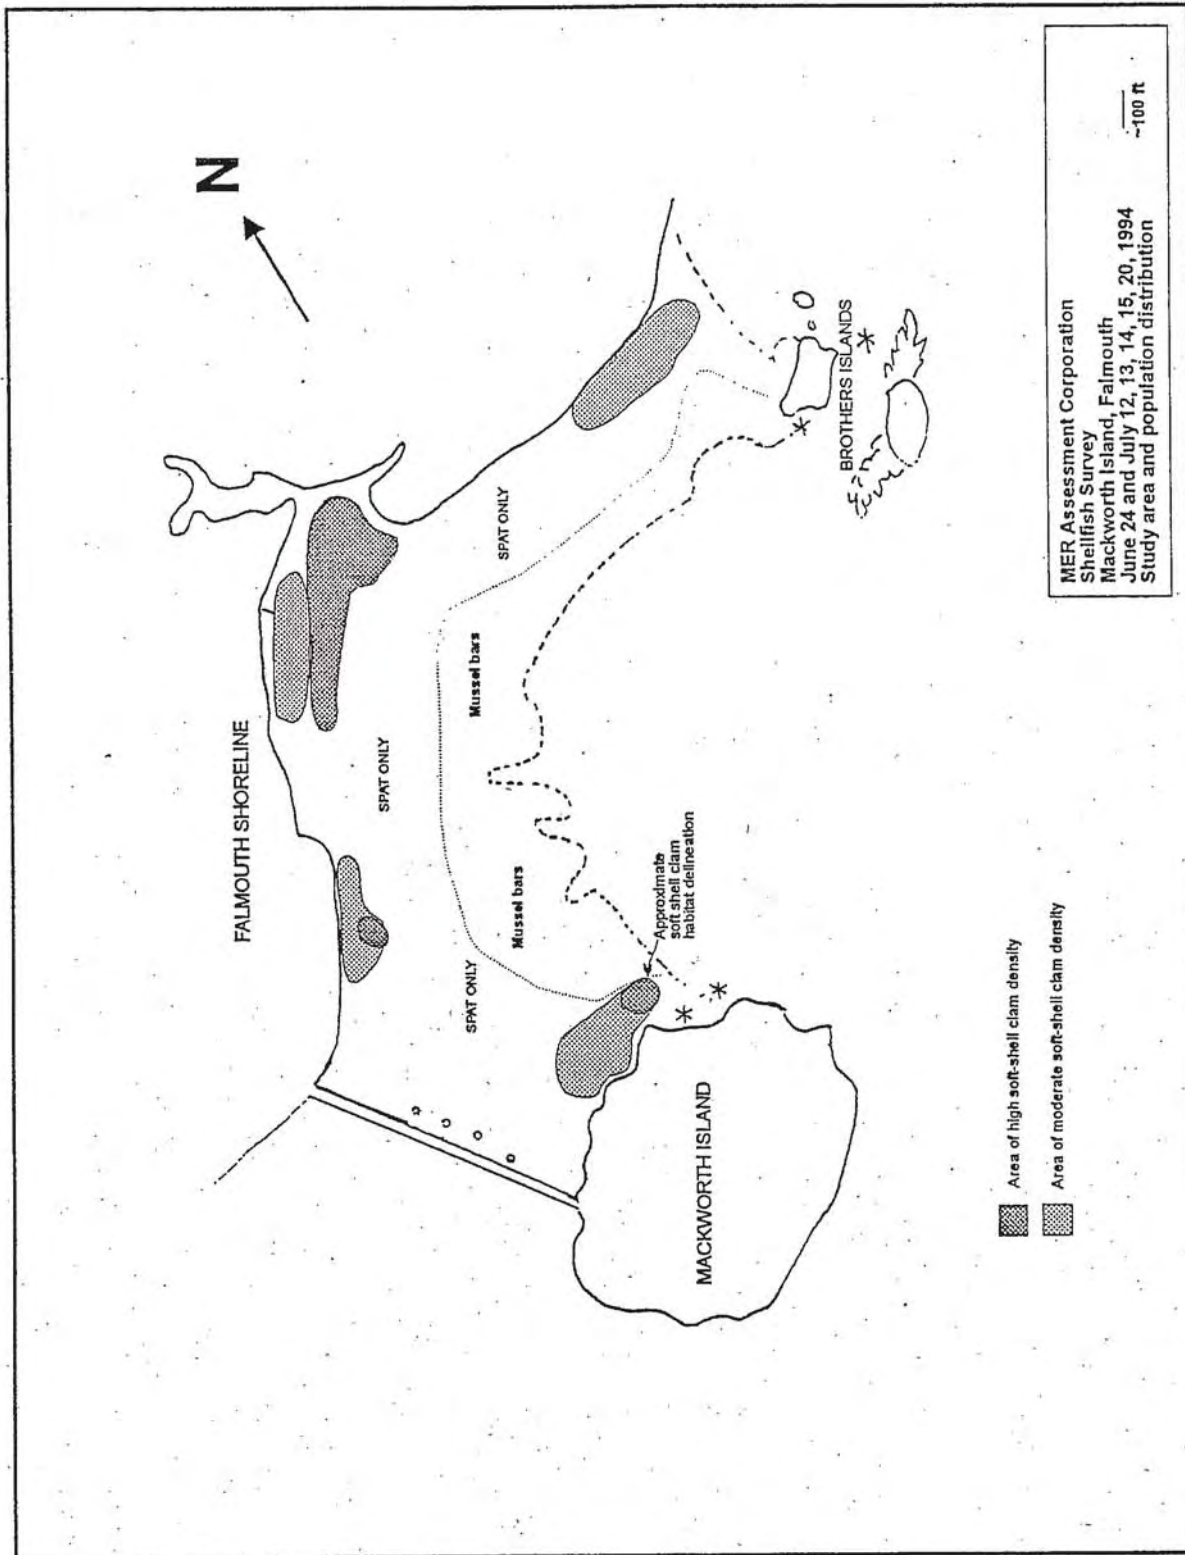 N
FALMOUTH SHORELINE
SPAT ONLY
SPAT ONLY
SPAT ONLY
Mussel bars
Mussel bars
Approximate
soft shell clam
habitat delineation
BROTHERS ISLANDS
MACKWORTH ISLAND
Area of high soft-shell clam density
Area of moderate soft-shell clam density
MER Assessment Corporation
Shellfish Survey
Mackworth Island, Falmouth
June 24 and July 12, 13, 14, 15, 20, 1994
Study area and population distribution
~100 ft